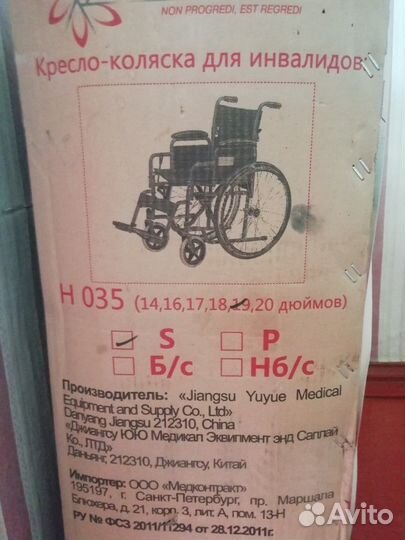 NON PROGREDI, EST REGREDI
Кресло-коляска для инвалидов
H 035 (14,16,17,18,19,20 дюймов)
S P
Б/с Нб/с
Производитель: «Jiangsu Yuyue Medical
Equipment and Supply Co., Ltd»
Danyang Jiangsu 212310, China
«Джиангсу ЮЮ Медикал Эквипмент энд Саплай
Ко., ЛТД»
Даньянг, 212310, Джиангсу, Китай
Импортер: ООО «Медконтракт»
195197, г. Санкт-Петербург, пр. Маршала
Блюхера, д. 21, корп. 3, лит. А, пом. 13-Н
РУ № ФСЗ 2011/11294 от 28.12.2011г.
Avito